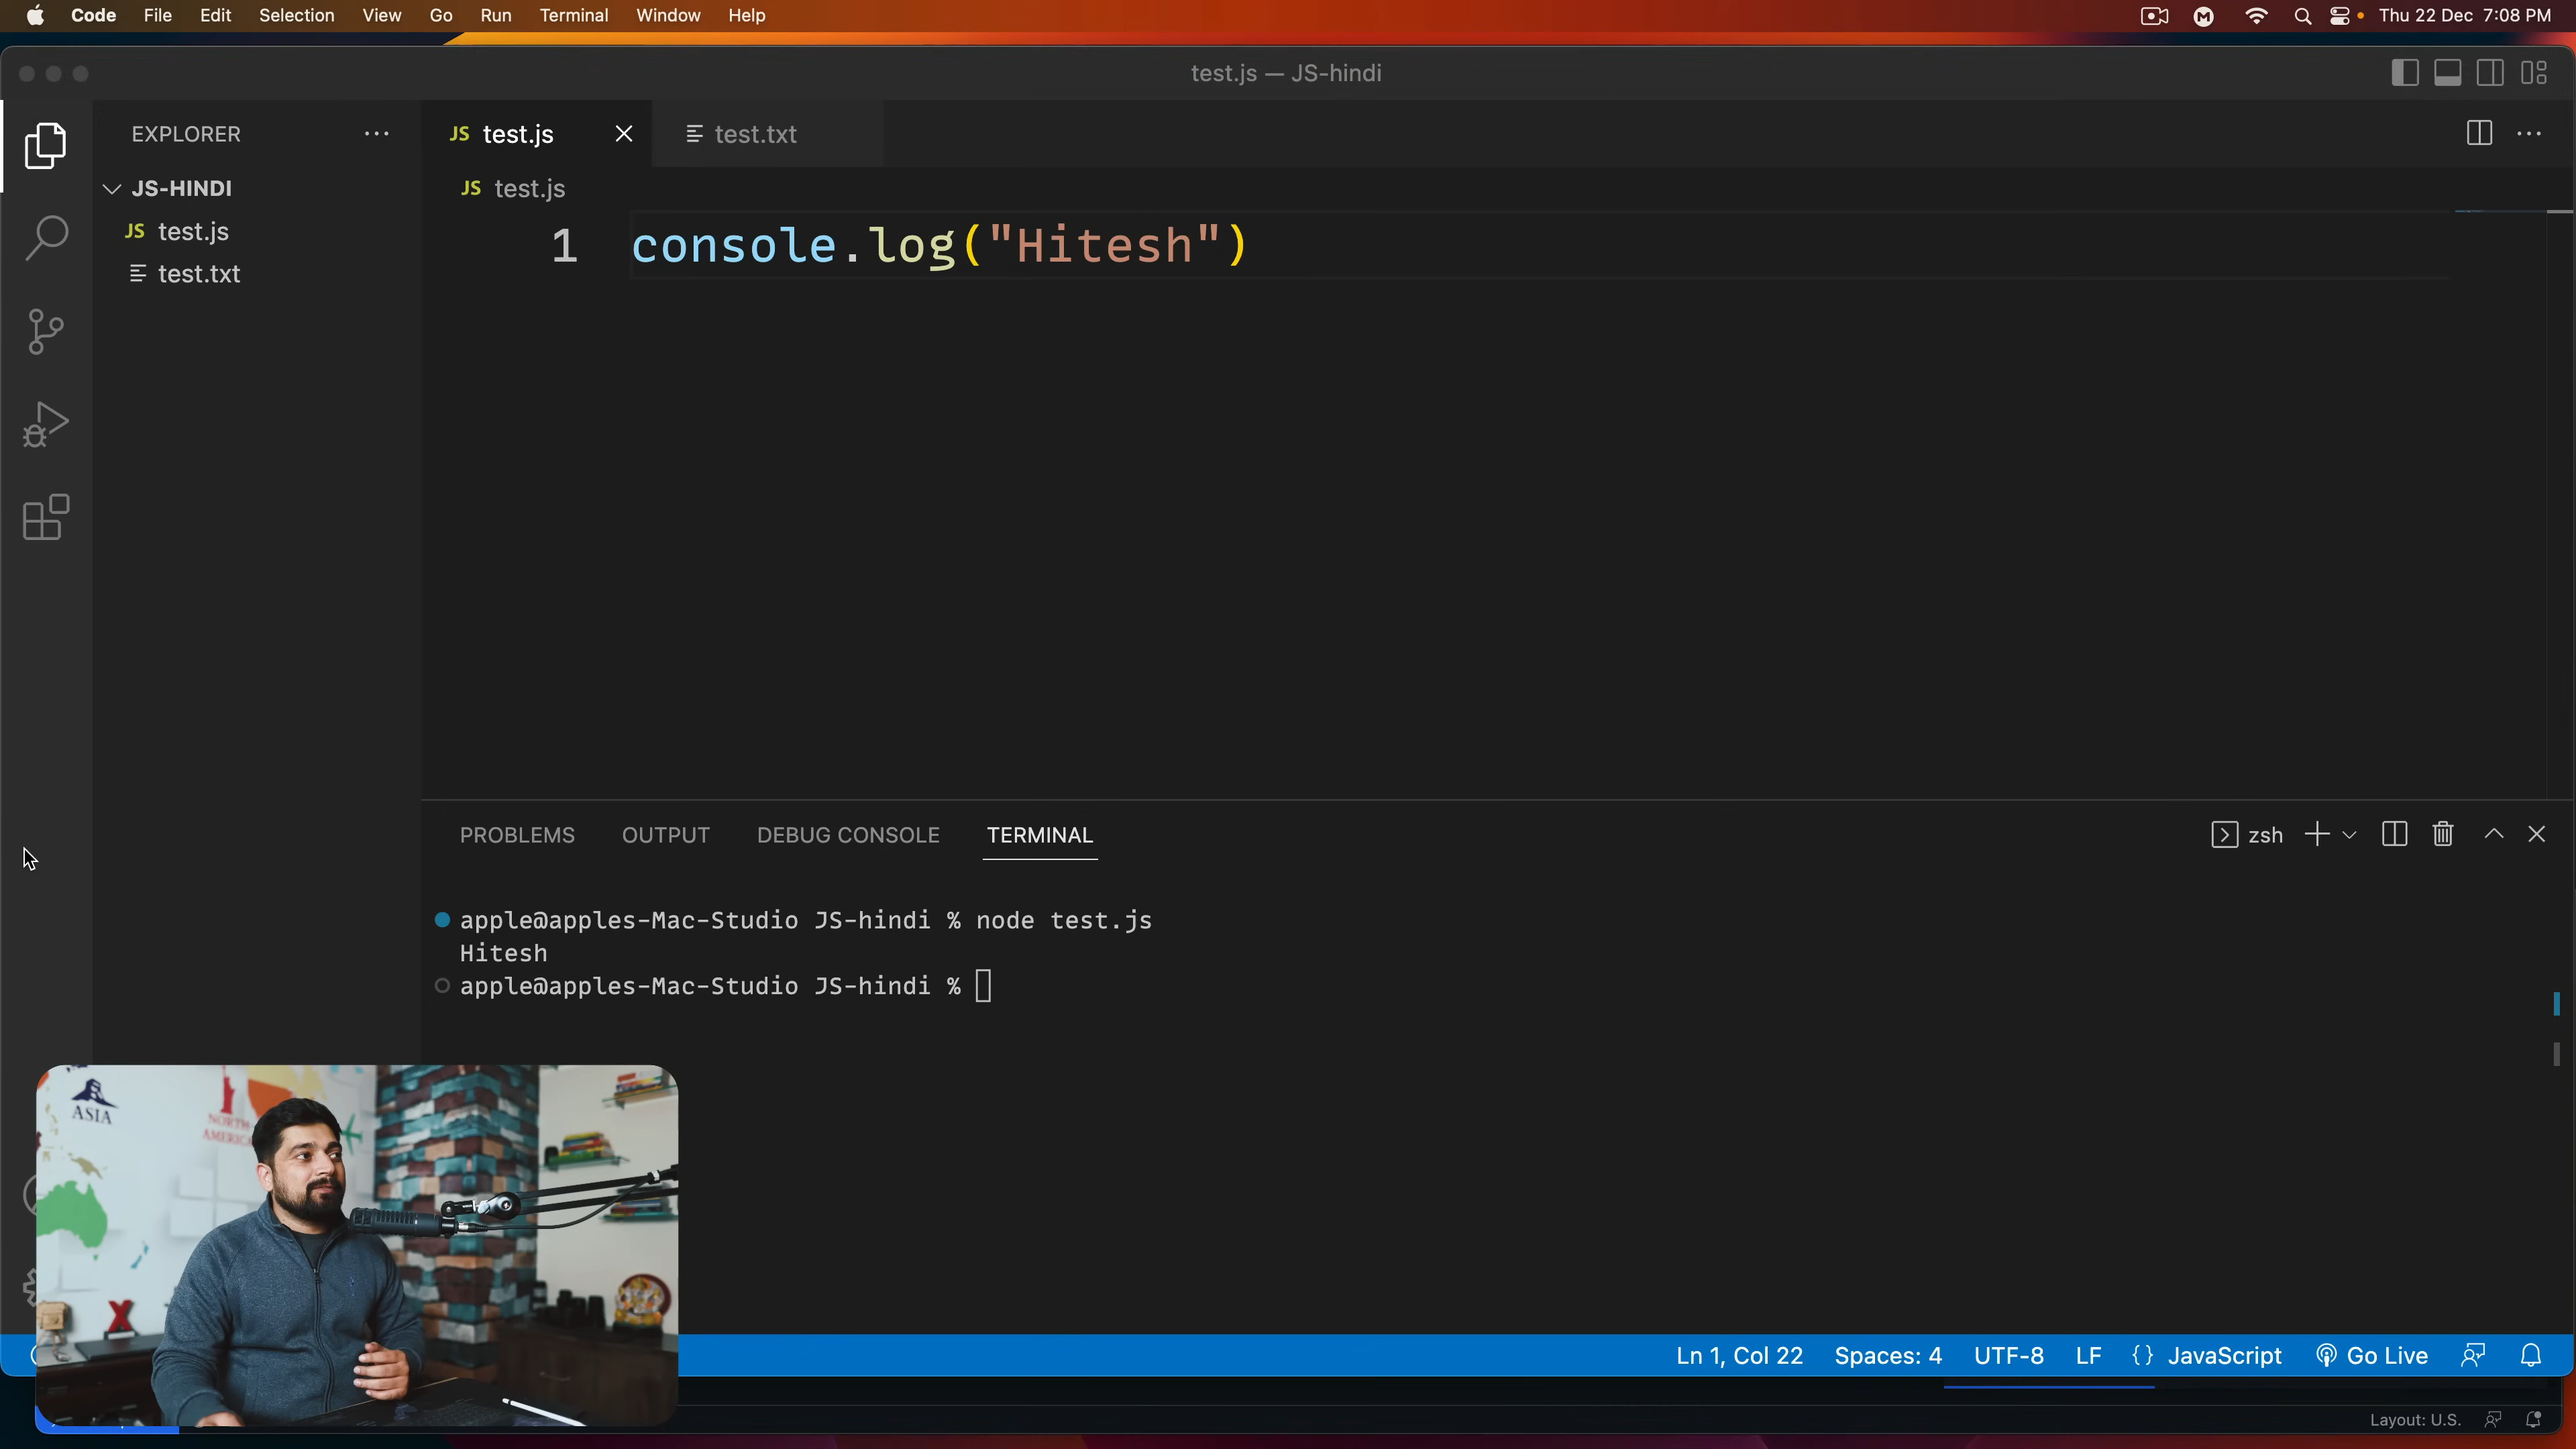 Code File Edit Selection View Go Run Terminal Window Help
Thu 22 Dec 7:08 PM
test.js — JS-hindi
EXPLORER
JS test.js
test.txt
JS-HINDI
JS test.js
test.txt
JS test.js
1 console.log("Hitesh")
PROBLEMS OUTPUT DEBUG CONSOLE TERMINAL
zsh
apple@apples-Mac-Studio JS-hindi % node test.js
Hitesh
apple@apples-Mac-Studio JS-hindi %
ASIA
NORTH
Ln 1, Col 22 Spaces: 4 UTF-8 LF {} JavaScript Go Live
Layout: U.S.